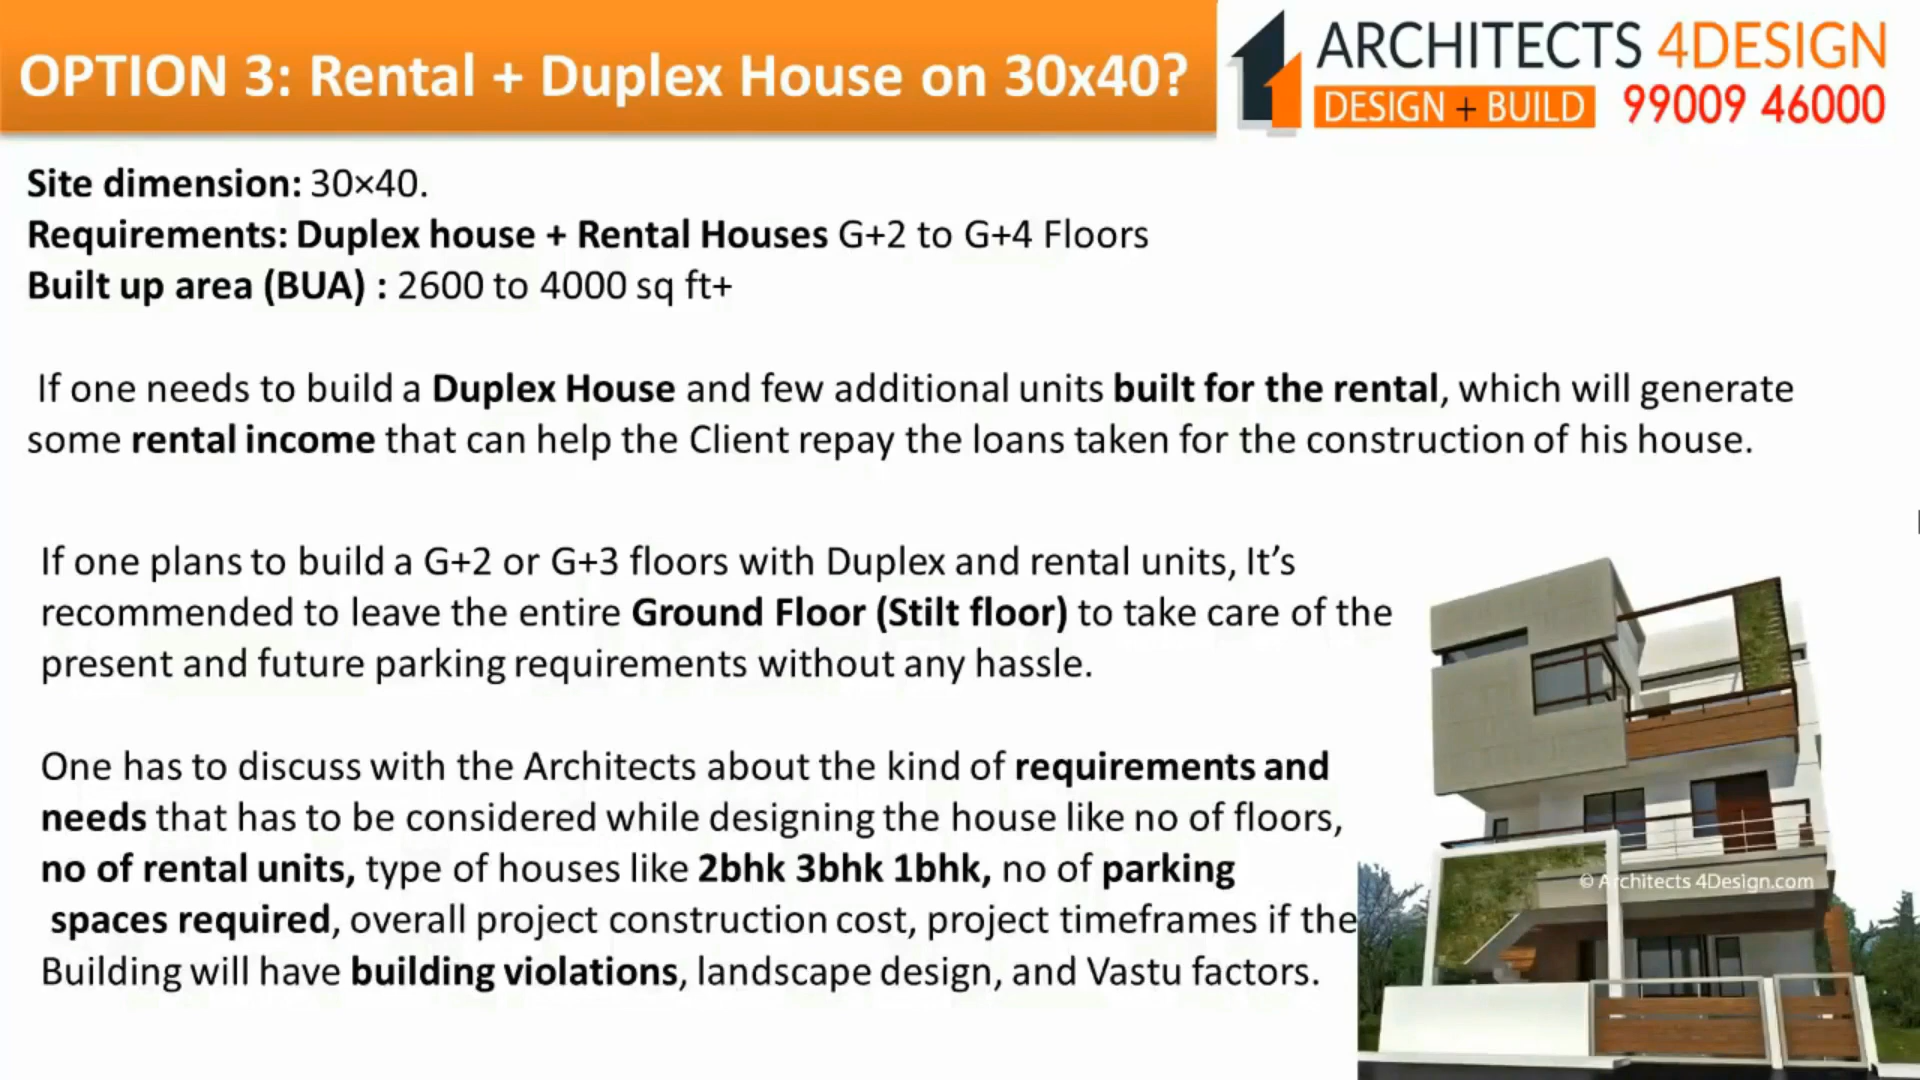 OPTION 3: Rental + Duplex House on 30x40?
ARCHITECTS 4DESIGN
DESIGN + BUILD 99009 46000
Site dimension: 30×40.
Requirements: Duplex house + Rental Houses G+2 to G+4 Floors
Built up area (BUA) : 2600 to 4000 sq ft+
If one needs to build a Duplex House and few additional units built for the rental, which will generate
some rental income that can help the Client repay the loans taken for the construction of his house.
If one plans to build a G+2 or G+3 floors with Duplex and rental units, It’s
recommended to leave the entire Ground Floor (Stilt floor) to take care of the
present and future parking requirements without any hassle.
One has to discuss with the Architects about the kind of requirements and
needs that has to be considered while designing the house like no of floors,
no of rental units, type of houses like 2bhk 3bhk 1bhk, no of parking
spaces required, overall project construction cost, project timeframes if the
Building will have building violations, landscape design, and Vastu factors.
© Architects 4Design.com